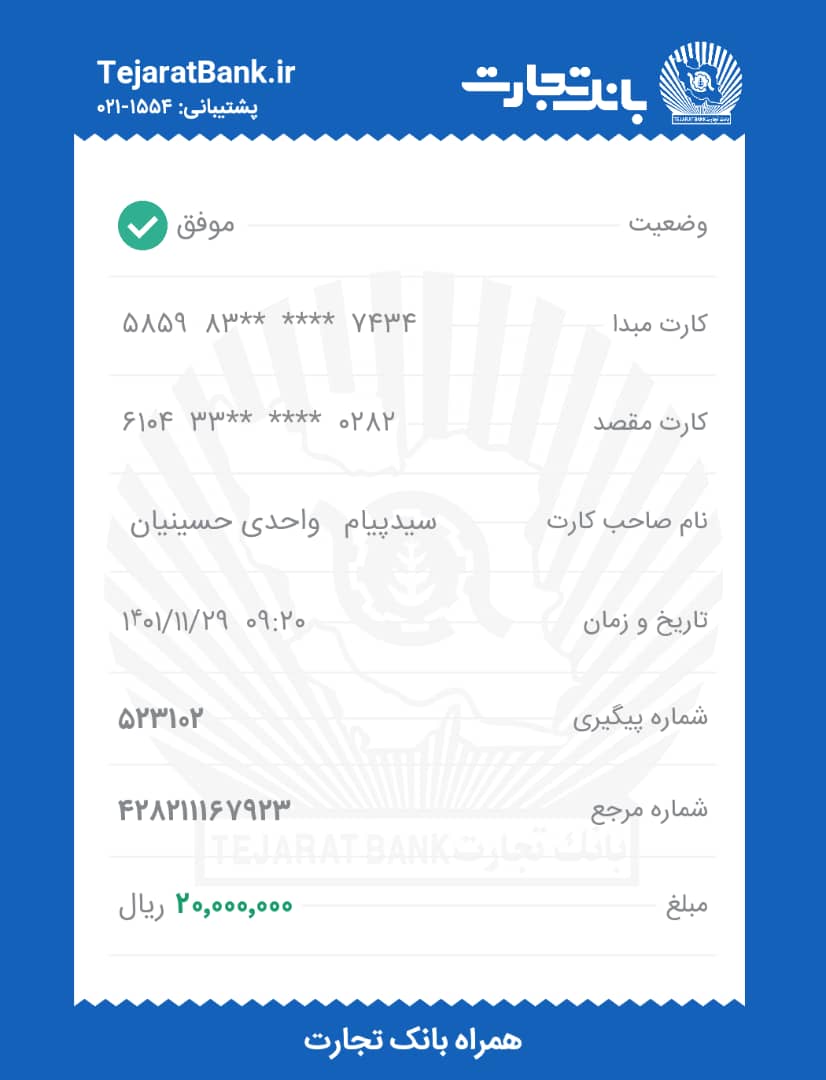 بانک تجارت
TejaratBank.ir
پشتیبانی: ۱۵۵۴-۰۲۱
وضعیت موفق
کارت مبدا ۵۸۵۹ ۸۳** **** ۷۴۳۴
کارت مقصد ۶۱۰۴ ۳۳** **** ۰۲۸۲
نام صاحب کارت سیدپیام واحدی حسینیان
تاریخ و زمان ۱۴۰۱/۱۱/۲۹ ۰۹:۲۰
شماره پیگیری ۵۲۳۱۰۲
شماره مرجع ۴۲۸۲۱۱۱۶۷۹۲۳
TEJARAT BANK بانک تجارت
مبلغ ۲۰,۰۰۰,۰۰۰ ریال
همراه بانک تجارت